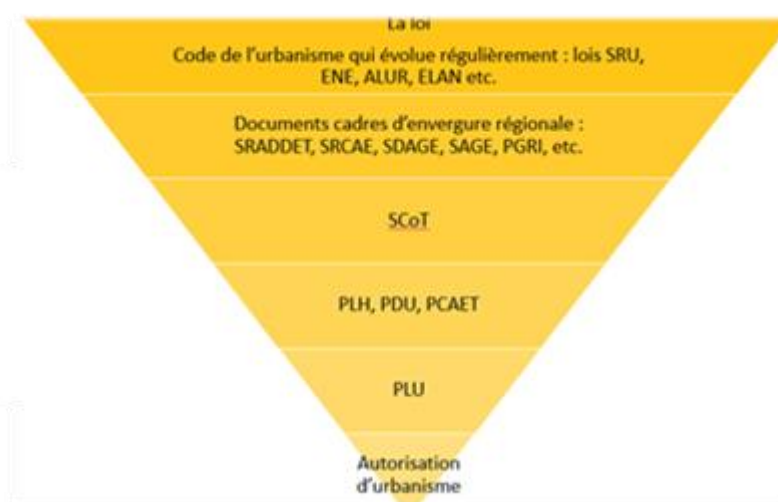 La loi
Code de l'urbanisme qui évolue régulièrement : lois SRU,
ENE, ALUR, ELAN etc.
Documents cadres d'envergure régionale :
SRADDET, SRCAE, SDAGE, SAGE, PGRI, etc.
SCoT
PLH, PDU, PCAET
PLU
Autorisation
d'urbanisme